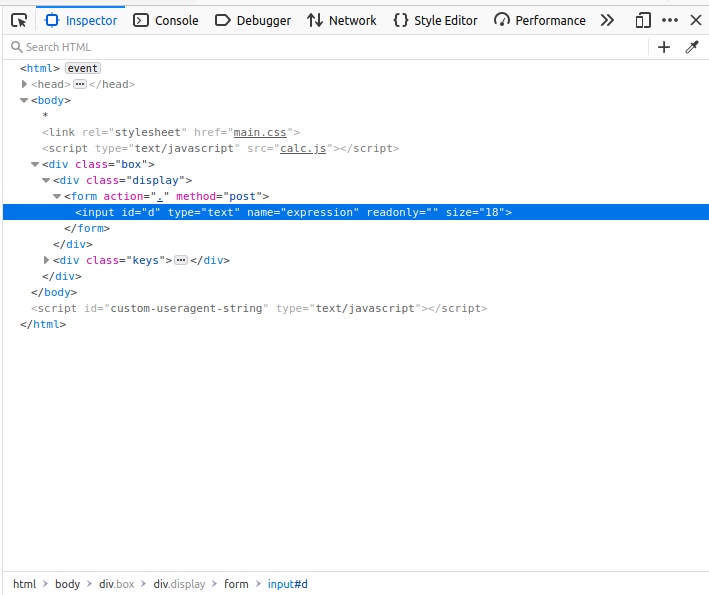 Inspector Console Debugger Network Style Editor Performance
Search HTML
<html> event
<head> ··· </head>
<body>
*
<link rel="stylesheet" href="main.css">
<script type="text/javascript" src="calc.js"></script>
<div class="box">
<div class="display">
<form action="." method="post">
<input id="d" type="text" name="expression" readonly="" size="18">
</form>
</div>
<div class="keys"> ··· </div>
</div>
</body>
<script id="custom-useragent-string" type="text/javascript"></script>
</html>
html > body > div.box > div.display > form > input#d